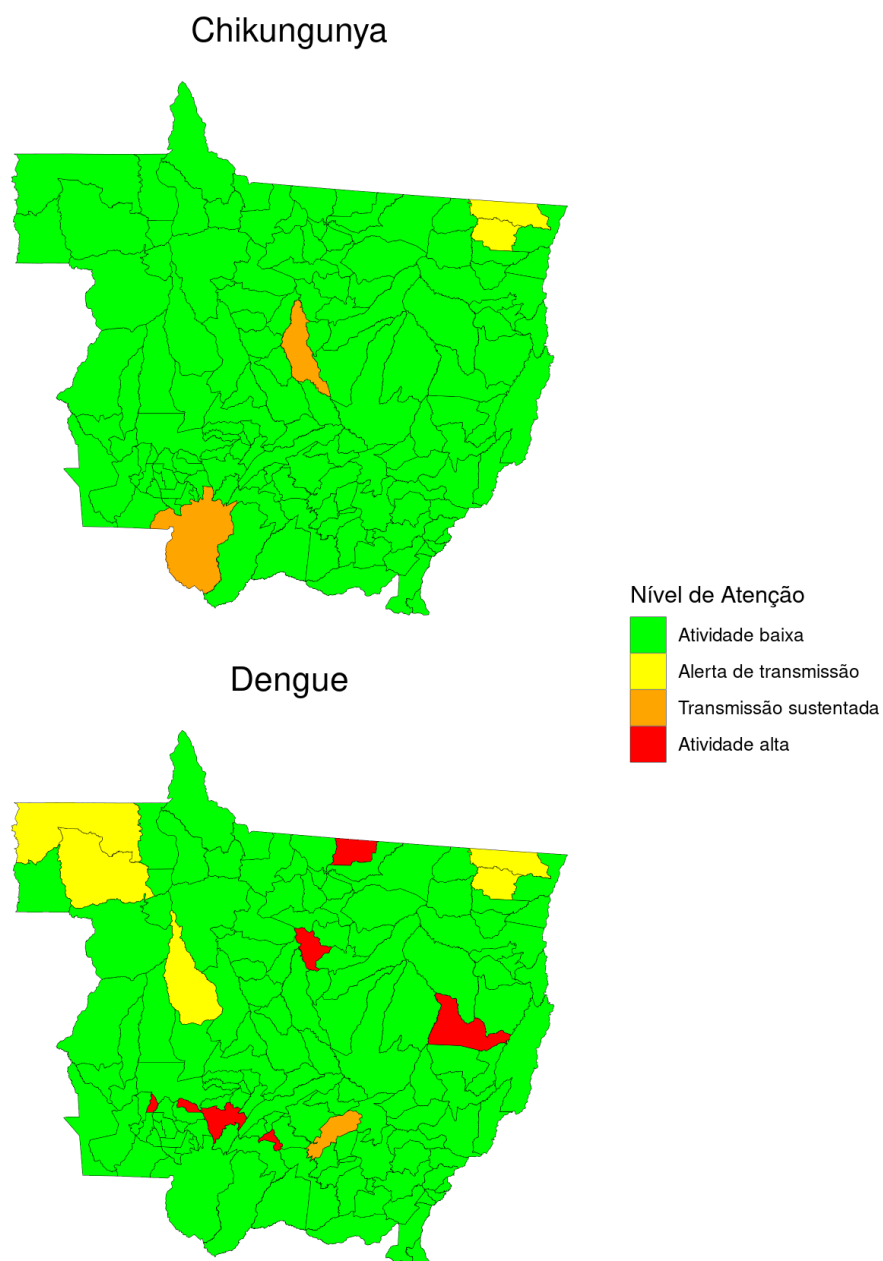 Chikungunya
Nível de Atenção
Atividade baixa
Alerta de transmissão
Transmissão sustentada
Atividade alta
Dengue